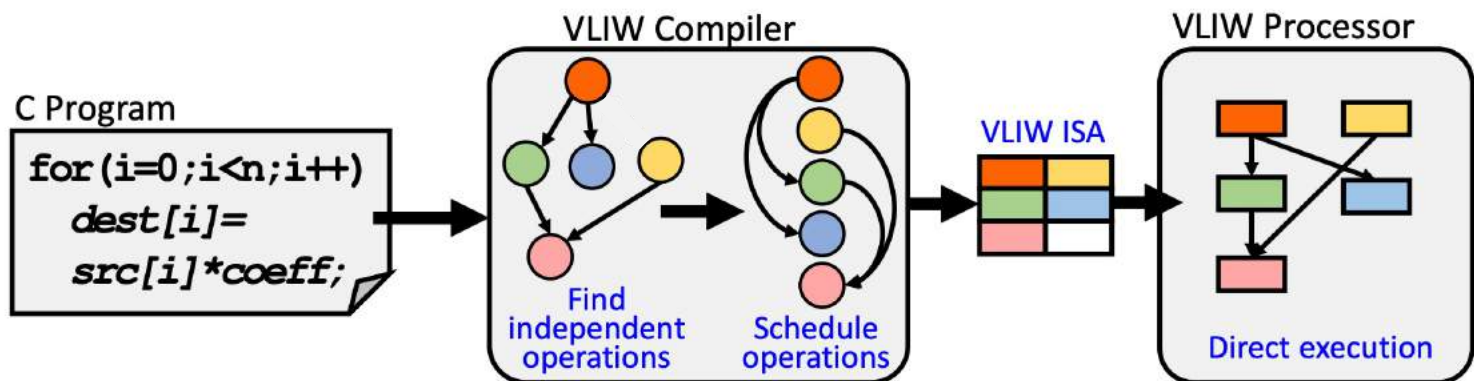 VLIW Compiler
VLIW Processor
C Program
for(i=0;i<n;i++)
dest[i]=
src[i]*coeff;
VLIW ISA
Find
independent
operations
Schedule
operations
Direct execution